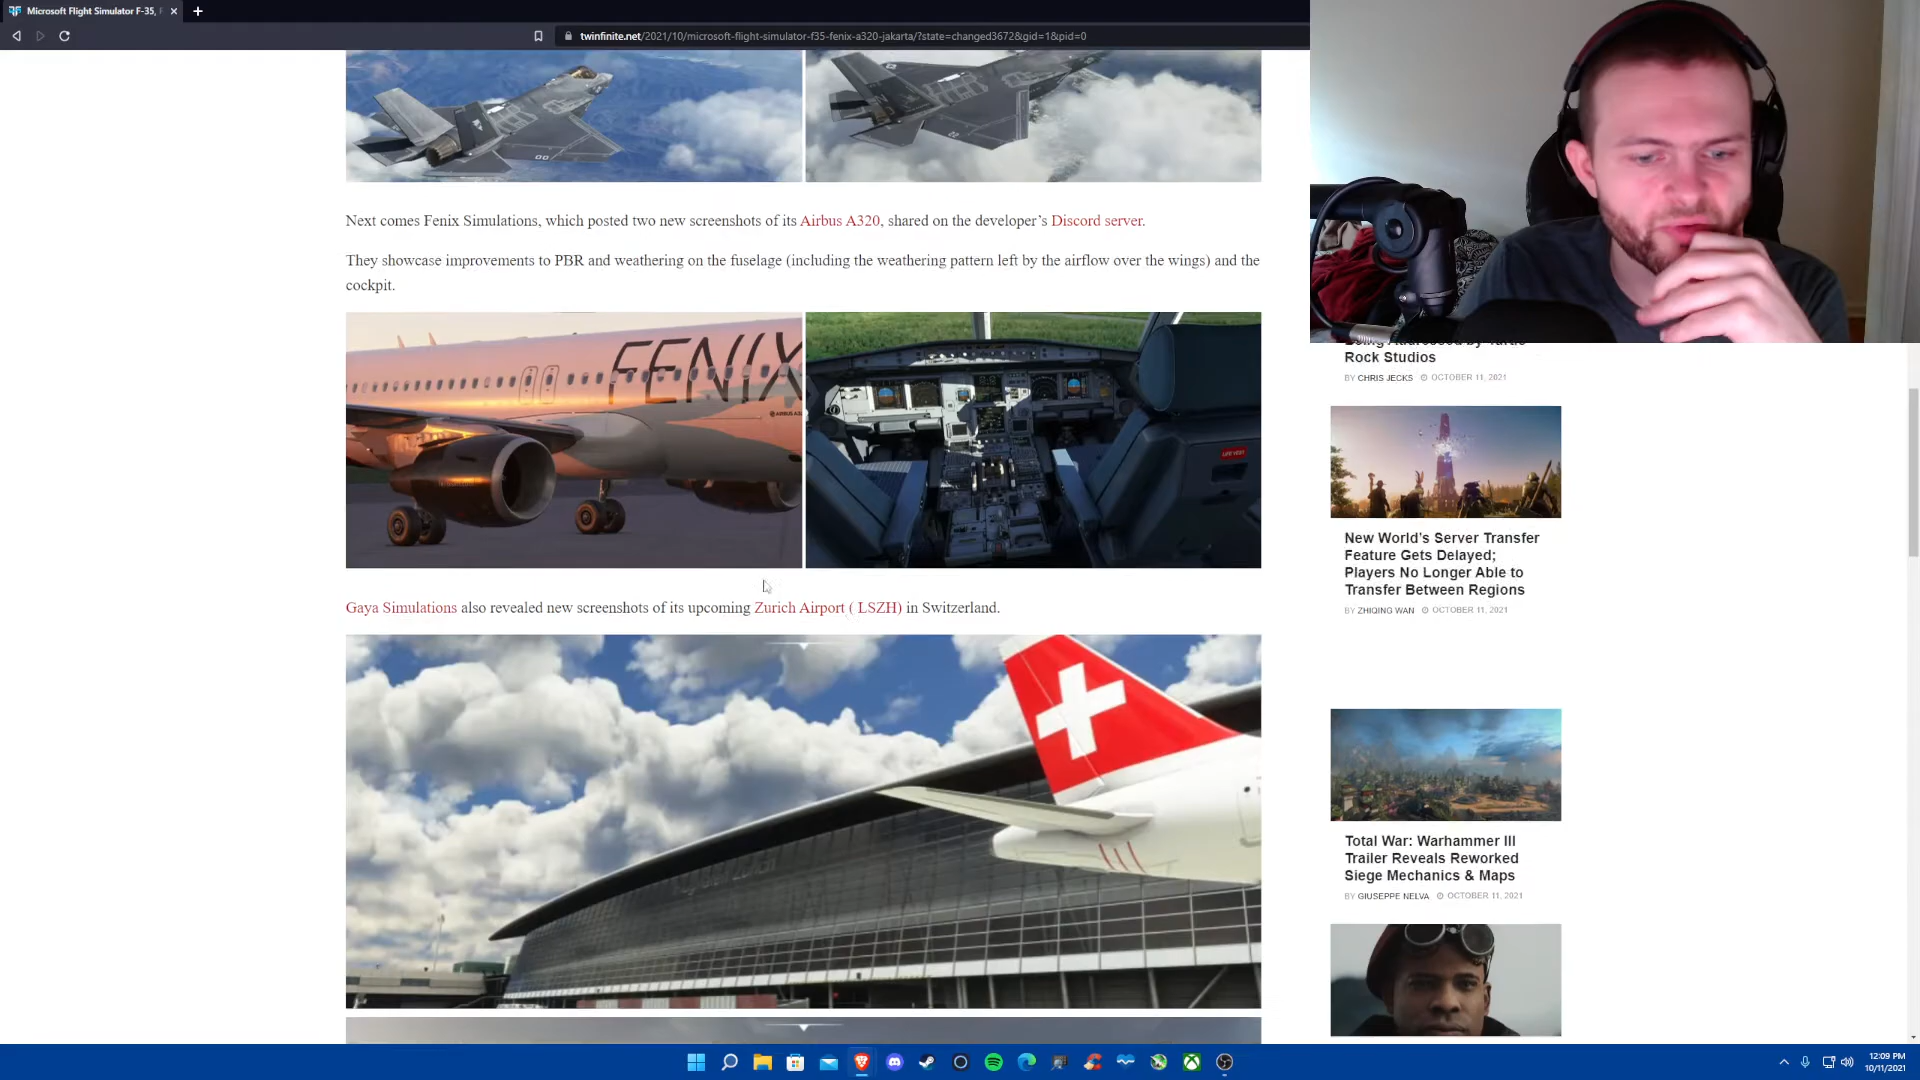 Microsoft Flight Simulator F-35, F
twinfinite.net/2021/10/microsoft-flight-simulator-f35-fenix-a320-jakarta/?state=changed3672&gid=1&pid=0
Next comes Fenix Simulations, which posted two new screenshots of its Airbus A320, shared on the developer’s Discord server.
They showcase improvements to PBR and weathering on the fuselage (including the weathering pattern left by the airflow over the wings) and the
cockpit.
FENIX
LIFE VEST
Gaya Simulations also revealed new screenshots of its upcoming Zurich Airport ( LSZH) in Switzerland.
Rock Studios
BY CHRIS JECKS OCTOBER 11, 2021
New World’s Server Transfer
Feature Gets Delayed;
Players No Longer Able to
Transfer Between Regions
BY ZHIQING WAN OCTOBER 11, 2021
Total War: Warhammer III
Trailer Reveals Reworked
Siege Mechanics & Maps
BY GIUSEPPE NELVA OCTOBER 11, 2021
12:09 PM
10/11/2021